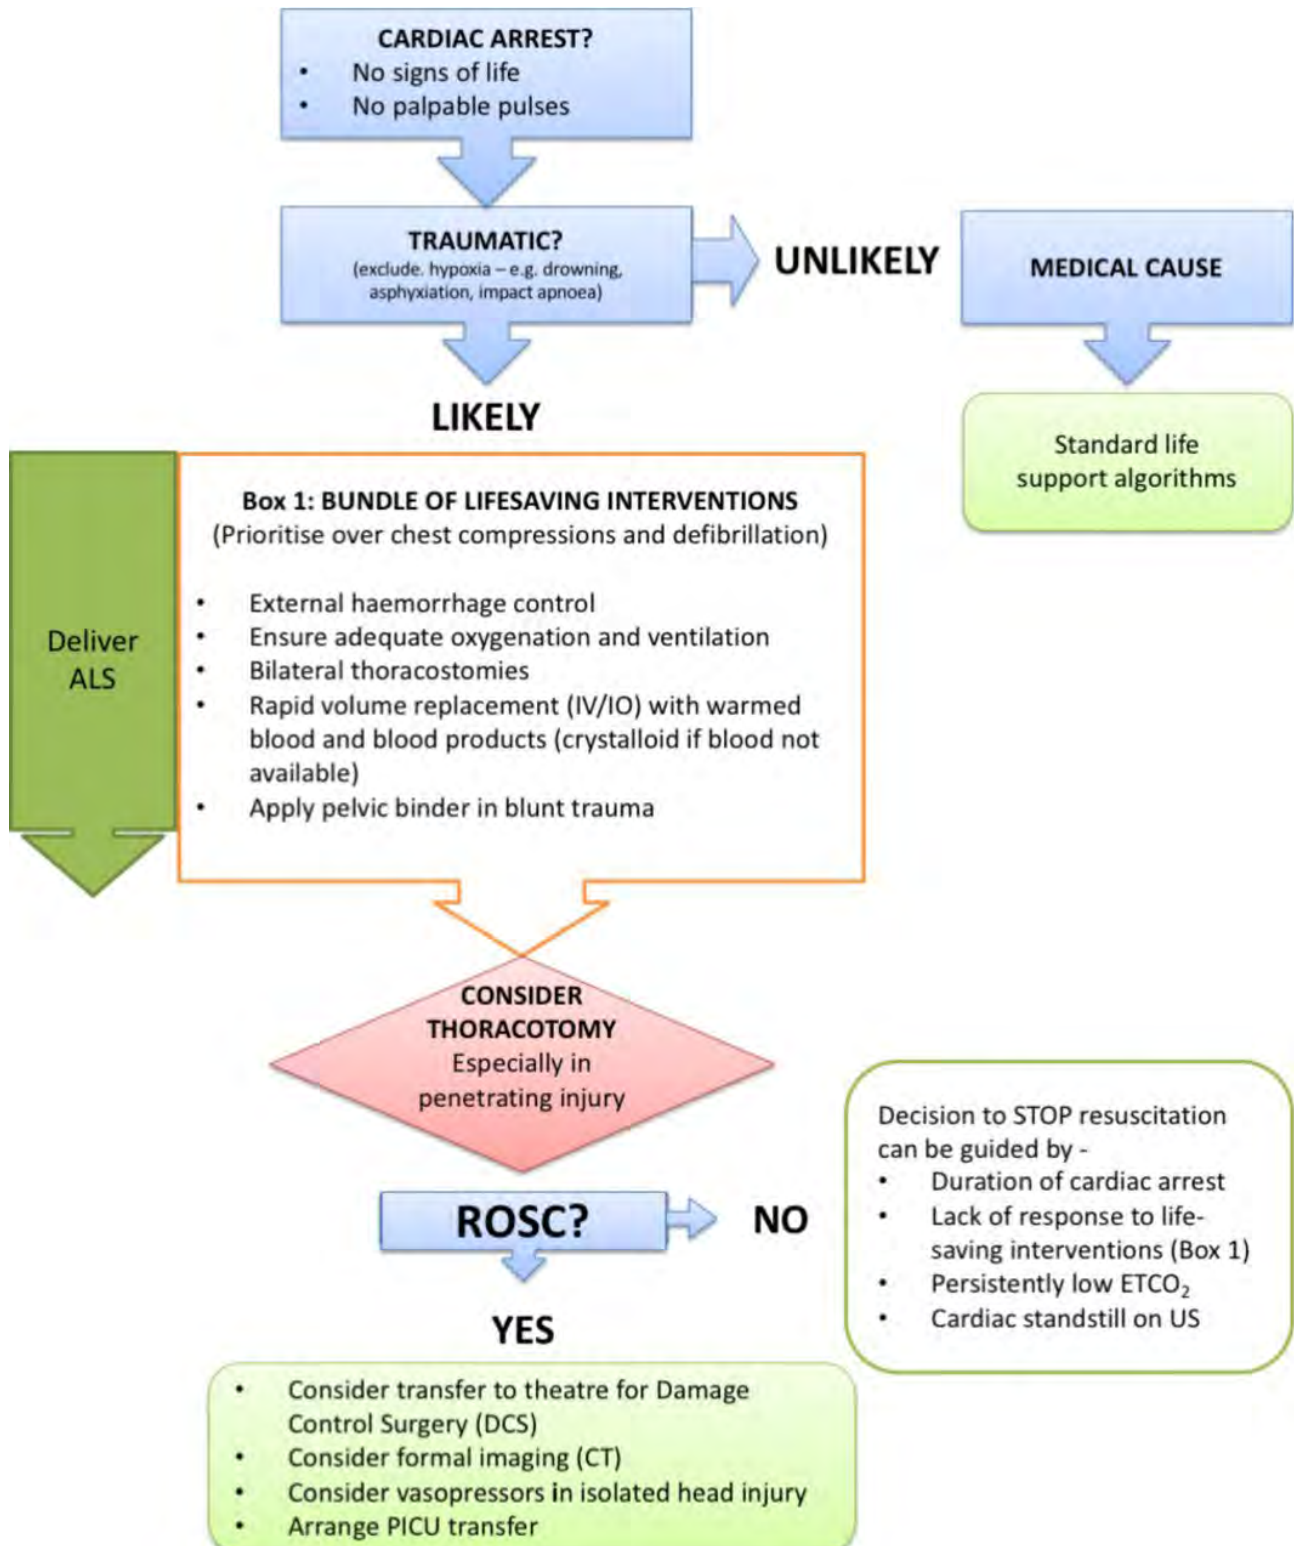 CARDIAC ARREST?
• No signs of life
• No palpable pulses
TRAUMATIC?
(exclude. hypoxia – e.g. drowning,
asphyxiation, impact apnoea)
UNLIKELY
MEDICAL CAUSE
Standard life
support algorithms
LIKELY
Deliver
ALS
Box 1: BUNDLE OF LIFESAVING INTERVENTIONS
(Prioritise over chest compressions and defibrillation)
• External haemorrhage control
• Ensure adequate oxygenation and ventilation
• Bilateral thoracostomies
• Rapid volume replacement (IV/IO) with warmed
blood and blood products (crystalloid if blood not
available)
• Apply pelvic binder in blunt trauma
CONSIDER
THORACOTOMY
Especially in
penetrating injury
ROSC?
NO
Decision to STOP resuscitation
can be guided by -
• Duration of cardiac arrest
• Lack of response to life-
saving interventions (Box 1)
• Persistently low ETCO₂
• Cardiac standstill on US
YES
• Consider transfer to theatre for Damage
Control Surgery (DCS)
• Consider formal imaging (CT)
• Consider vasopressors in isolated head injury
• Arrange PICU transfer